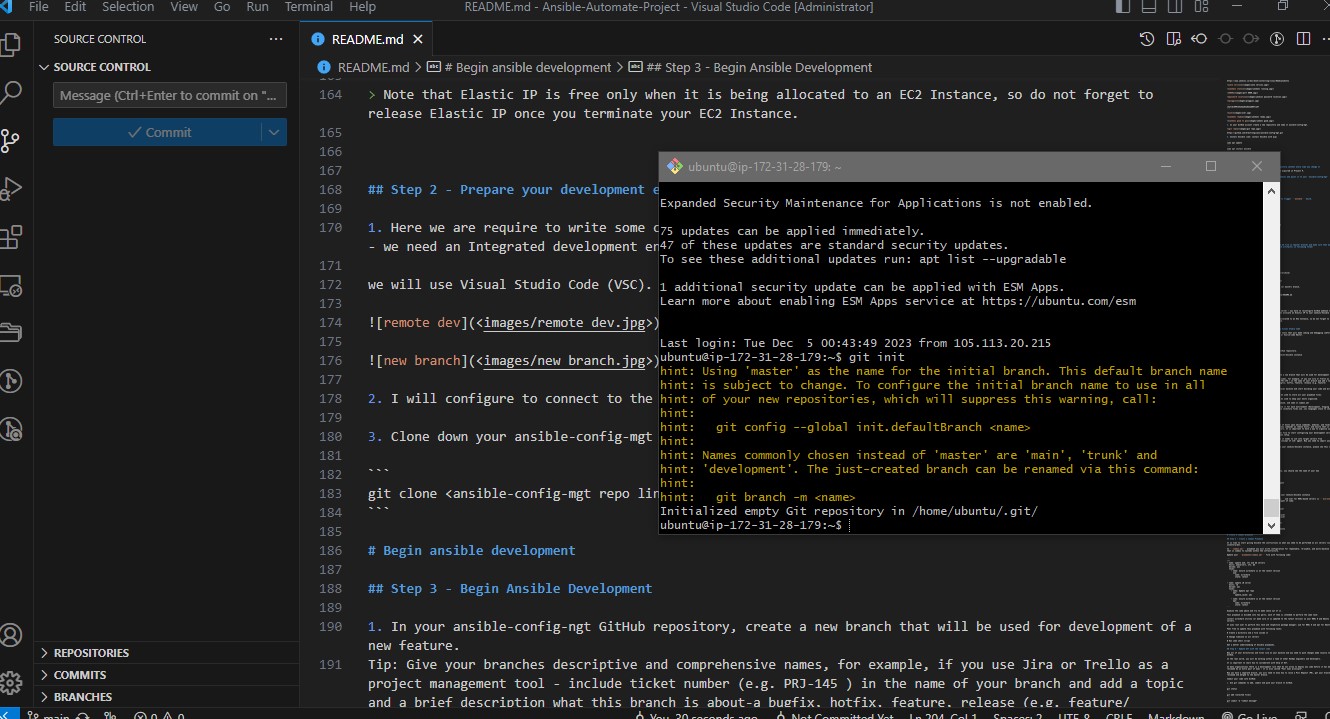 File Edit Selection View Go Run Terminal Help
README.md - Ansible-Automate-Project - Visual Studio Code [Administrator]
SOURCE CONTROL
SOURCE CONTROL
Message (Ctrl+Enter to commit on "...
Commit
REPOSITORIES
COMMITS
BRANCHES
README.md
README.md > # Begin ansible development > ## Step 3 - Begin Ansible Development
164 > Note that Elastic IP is free only when it is being allocated to an EC2 Instance, so do not forget to
release Elastic IP once you terminate your EC2 Instance.
165
166
167
168 ## Step 2 - Prepare your development e
169
170 1. Here we are require to write some c
- we need an Integrated development en
171
172 we will use Visual Studio Code (VSC).
173
174 ![remote dev](<images/remote dev.jpg>)
175
176 ![new branch](<images/new branch.jpg>)
177
178 2. I will configure to connect to the
179
180 3. Clone down your ansible-config-mgt
181
182 ```
183 git clone <ansible-config-mgt repo lin
184 ```
185
186 # Begin ansible development
187
188 ## Step 3 - Begin Ansible Development
189
190 1. In your ansible-config-ngt GitHub repository, create a new branch that will be used for development of a
new feature.
191 Tip: Give your branches descriptive and comprehensive names, for example, if you use Jira or Trello as a
project management tool - include ticket number (e.g. PRJ-145 ) in the name of your branch and add a topic
and a brief description what this branch is about-a bugfix, hotfix, feature, release (e.g. feature/
ubuntu@ip-172-31-28-179: ~
Expanded Security Maintenance for Applications is not enabled.
75 updates can be applied immediately.
47 of these updates are standard security updates.
To see these additional updates run: apt list --upgradable
1 additional security update can be applied with ESM Apps.
Learn more about enabling ESM Apps service at https://ubuntu.com/esm
Last login: Tue Dec  5 00:43:49 2023 from 105.113.20.215
ubuntu@ip-172-31-28-179:~$ git init
hint: Using 'master' as the name for the initial branch. This default branch name
hint: is subject to change. To configure the initial branch name to use in all
hint: of your new repositories, which will suppress this warning, call:
hint:
hint:   git config --global init.defaultBranch <name>
hint:
hint: Names commonly chosen instead of 'master' are 'main', 'trunk' and
hint: 'development'. The just-created branch can be renamed via this command:
hint:
hint:   git branch -m <name>
Initialized empty Git repository in /home/ubuntu/.git/
ubuntu@ip-172-31-28-179:~$
main 0 0 You, 30 seconds ago Not Committed Yet Ln 204, Col 1 Spaces: 2 UTF-8 CRLF Markdown Go Live